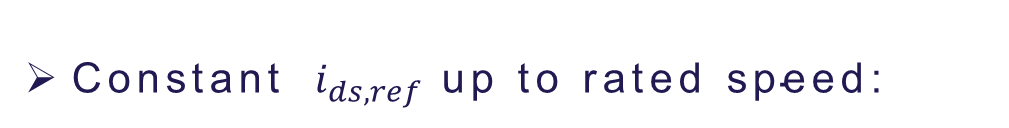 ➢ Constant i_{ds,ref} up to rated speed: